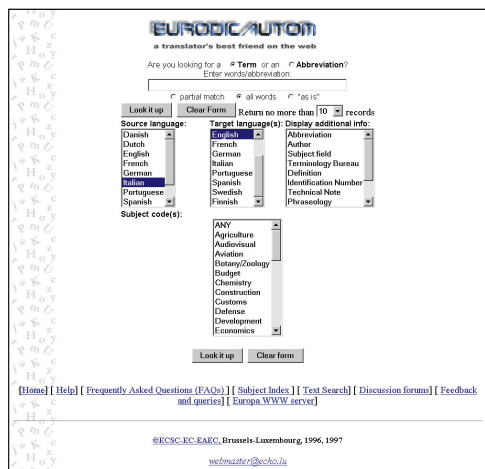 EURODICAUTOM
a translator's best friend on the web
Are you looking for a Term or an Abbreviation?
Enter words/abbreviation:
partial match all words "as is"
Look it up Clear Form Return no more than 10 records
Source language: Target language(s): Display additional info:
Danish English Abbreviation
Dutch French Author
English German Subject field
French Italian Terminology Bureau
German Portuguese Definition
Italian Spanish Identification Number
Portuguese Swedish Technical Note
Spanish Finnish Phraseology
Subject code(s):
ANY
Agriculture
Audiovisual
Aviation
Botany/Zoology
Budget
Chemistry
Construction
Customs
Defense
Development
Economics
Look it up Clear form
[Home] [ Help] [ Frequently Asked Questions (FAQs) ] [ Subject Index ] [ Text Search] [ Discussion forums] [ Feedback
and queries] [ Europa WWW server]
©ECSC-EC-EAEC, Brussels-Luxembourg, 1996, 1997
webmaster@echo.lu